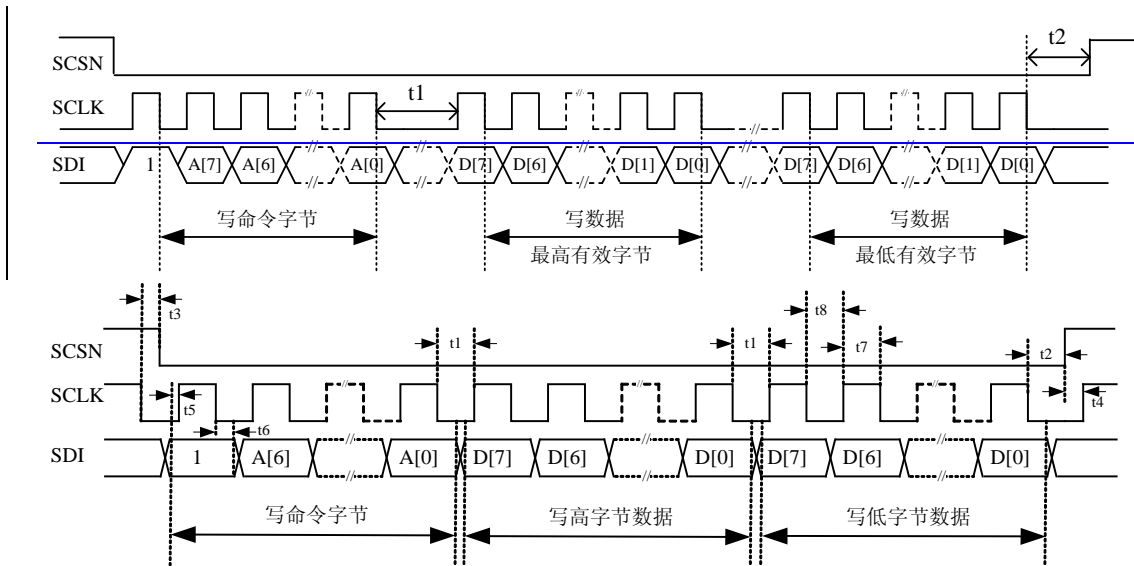 t2
SCSN
SCLK
t1
SDI
1 A[7] A[6] A[0] D[7] D[6] D[1] D[0] D[7] D[6] D[1] D[0]
写命令字节 写数据 写数据
最高有效字节 最低有效字节
t3 t8
SCSN t1 t1 t7 t2
SCLK
t5 t4
t6
SDI 1 A[6] A[0] D[7] D[6] D[0] D[7] D[6] D[0]
写命令字节 写高字节数据 写低字节数据